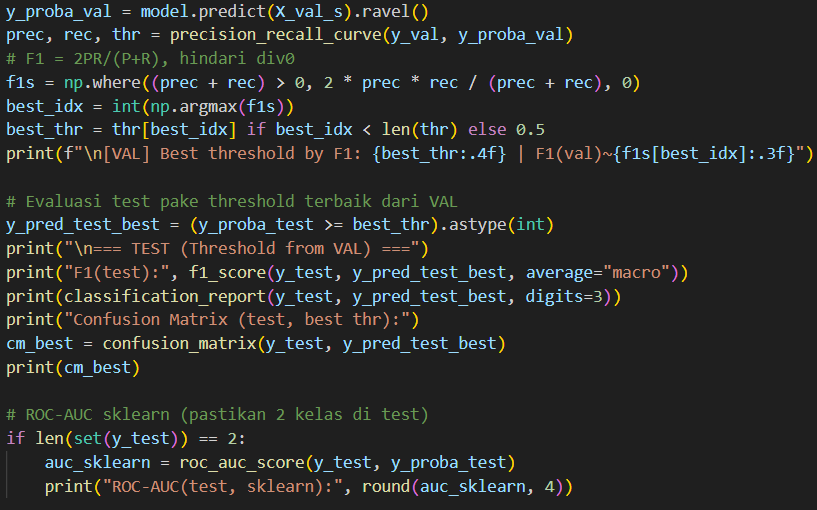 y_proba_val = model.predict(X_val_s).ravel()
prec, rec, thr = precision_recall_curve(y_val, y_proba_val)
# F1 = 2PR/(P+R), hindari div0
f1s = np.where((prec + rec) > 0, 2 * prec * rec / (prec + rec), 0)
best_idx = int(np.argmax(f1s))
best_thr = thr[best_idx] if best_idx < len(thr) else 0.5
print(f"\n[VAL] Best threshold by F1: {best_thr:.4f} | F1(val)~{f1s[best_idx]:.3f}")

# Evaluasi test pake threshold terbaik dari VAL
y_pred_test_best = (y_proba_test >= best_thr).astype(int)
print("\n=== TEST (Threshold from VAL) ===")
print("F1(test):", f1_score(y_test, y_pred_test_best, average="macro"))
print(classification_report(y_test, y_pred_test_best, digits=3))
print("Confusion Matrix (test, best thr):")
cm_best = confusion_matrix(y_test, y_pred_test_best)
print(cm_best)

# ROC-AUC sklearn (pastikan 2 kelas di test)
if len(set(y_test)) == 2:
    auc_sklearn = roc_auc_score(y_test, y_proba_test)
    print("ROC-AUC(test, sklearn):", round(auc_sklearn, 4))